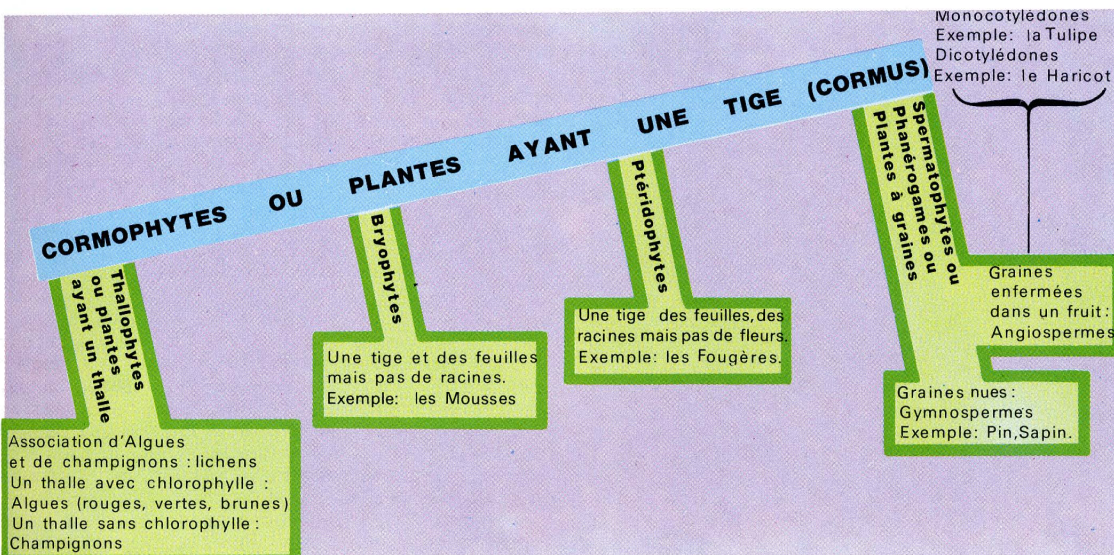 Monocotylédones
Exemple: la Tulipe
Dicotylédones
Exemple: le Haricot
CORMOPHYTES OU PLANTES AYANT UNE TIGE (CORMUS)
Thallophytes
ou plantes
ayant un thalle
Association d'Algues
et de champignons : lichens
Un thalle avec chlorophylle :
Algues (rouges, vertes, brunes)
Un thalle sans chlorophylle :
Champignons
Bryophytes
Une tige et des feuilles
mais pas de racines.
Exemple: les Mousses
Ptéridophytes
Une tige des feuilles, des
racines mais pas de fleurs.
Exemple: les Fougères.
Spermatophytes ou
Phanérogames ou
Plantes à graines
Graines
enfermées
dans un fruit :
Angiospermes
Graines nues :
Gymnospermes
Exemple: Pin, Sapin.